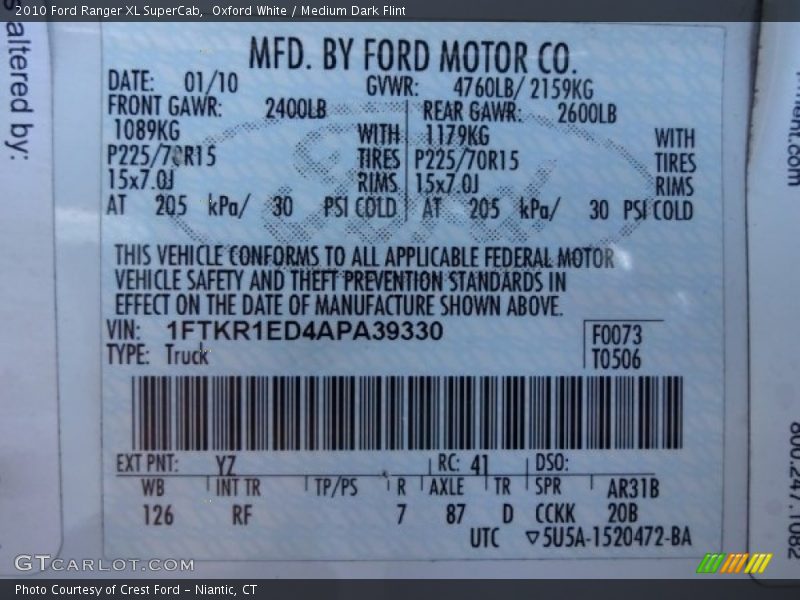 2010 Ford Ranger XL SuperCab, Oxford White / Medium Dark Flint
altered by:
MFD. BY FORD MOTOR CO.
DATE: 01/10 GVWR: 4760LB/ 2159KG
FRONT GAWR: 2400LB REAR GAWR: 2600LB
1089KG WITH 1179KG WITH
P225/70R15 TIRES P225/70R15 TIRES
15x7.0J RIMS 15x7.0J RIMS
AT 205 kPa/ 30 PSI COLD AT 205 kPa/ 30 PSI COLD
THIS VEHICLE CONFORMS TO ALL APPLICABLE FEDERAL MOTOR
VEHICLE SAFETY AND THEFT PREVENTION STANDARDS IN
EFFECT ON THE DATE OF MANUFACTURE SHOWN ABOVE.
VIN: 1FTKR1ED4APA39330 F0073
TYPE: Truck T0506
EXT PNT: YZ RC: 41 DSO:
WB INT TR TP/PS R AXLE TR SPR AR31B
126 RF 7 87 D CCKK 20B
UTC ▽5U5A-1520472-BA
800.247.1082
GTCARLOT.COM
Photo Courtesy of Crest Ford - Niantic, CT